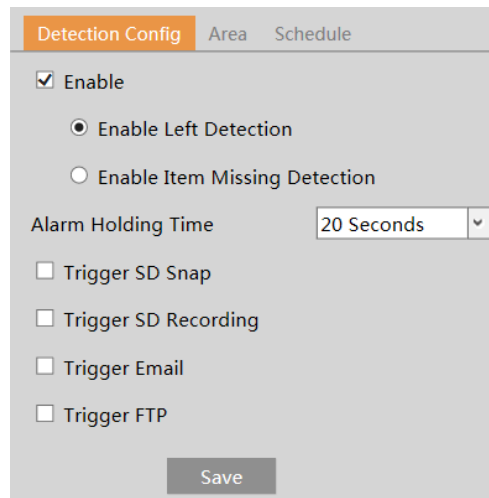 Detection Config Area Schedule
Enable
Enable Left Detection
Enable Item Missing Detection
Alarm Holding Time 20 Seconds
Trigger SD Snap
Trigger SD Recording
Trigger Email
Trigger FTP
Save